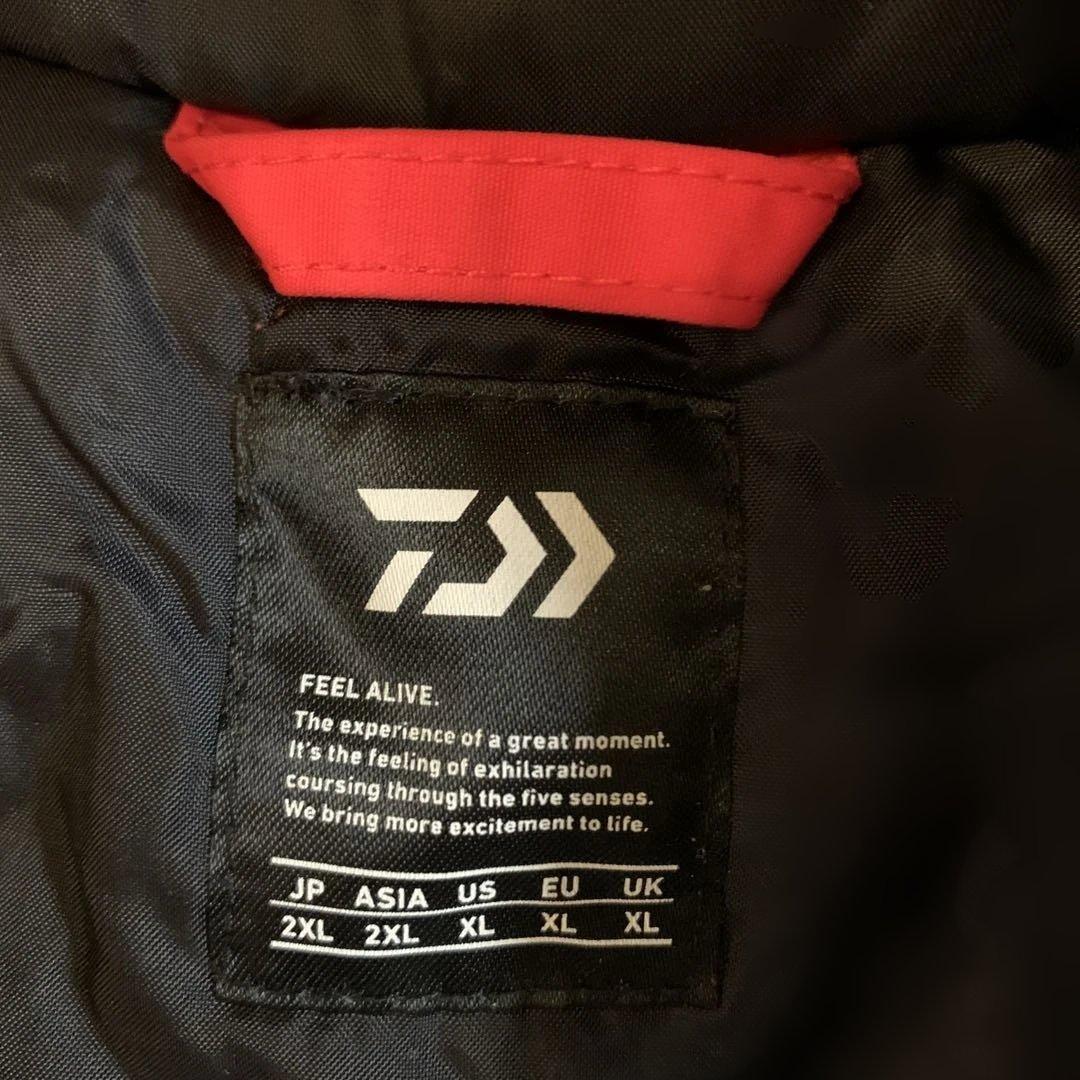 FEEL ALIVE.
The experience of a great moment.
It's the feeling of exhilaration
coursing through the five senses.
We bring more excitement to life.
JP ASIA US EU UK
2XL 2XL XL XL XL